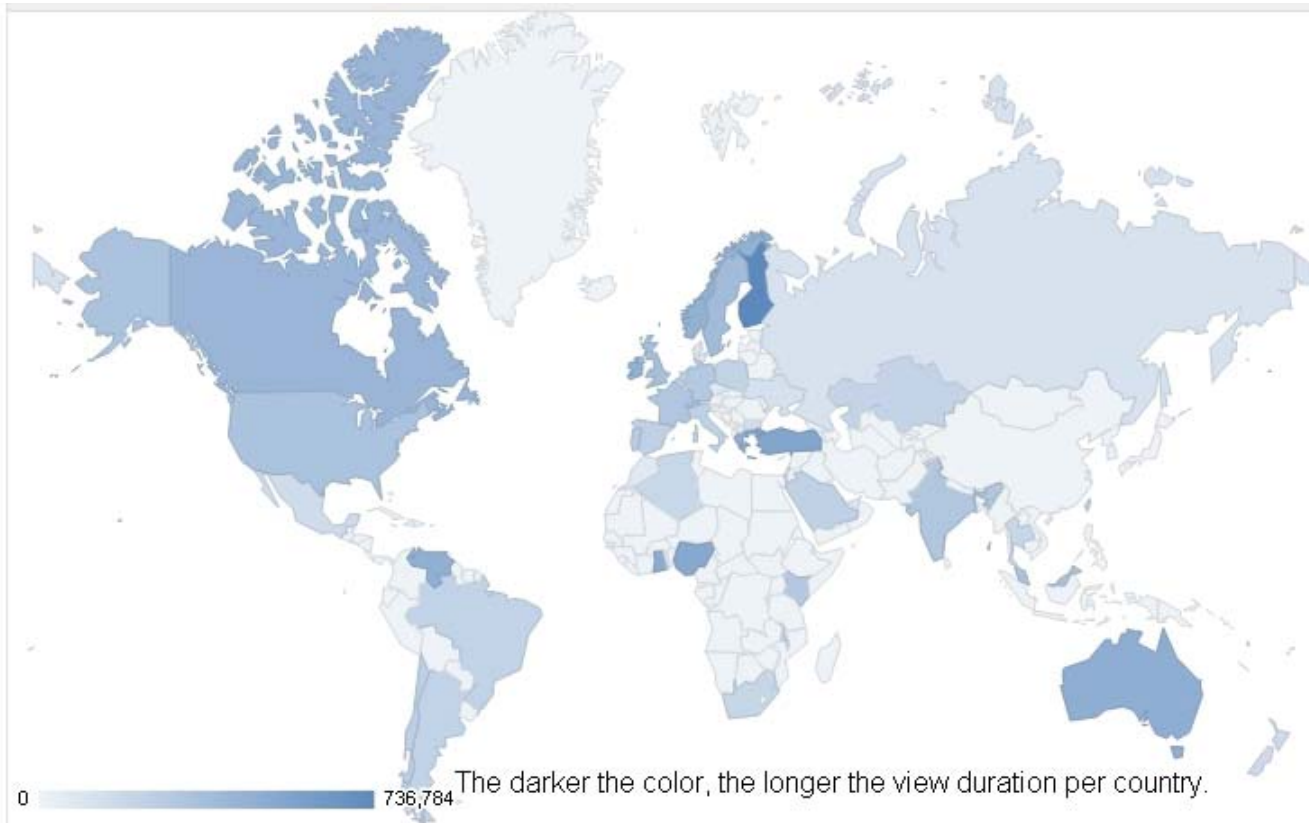 The darker the color, the longer the view duration per country.
0 736,784